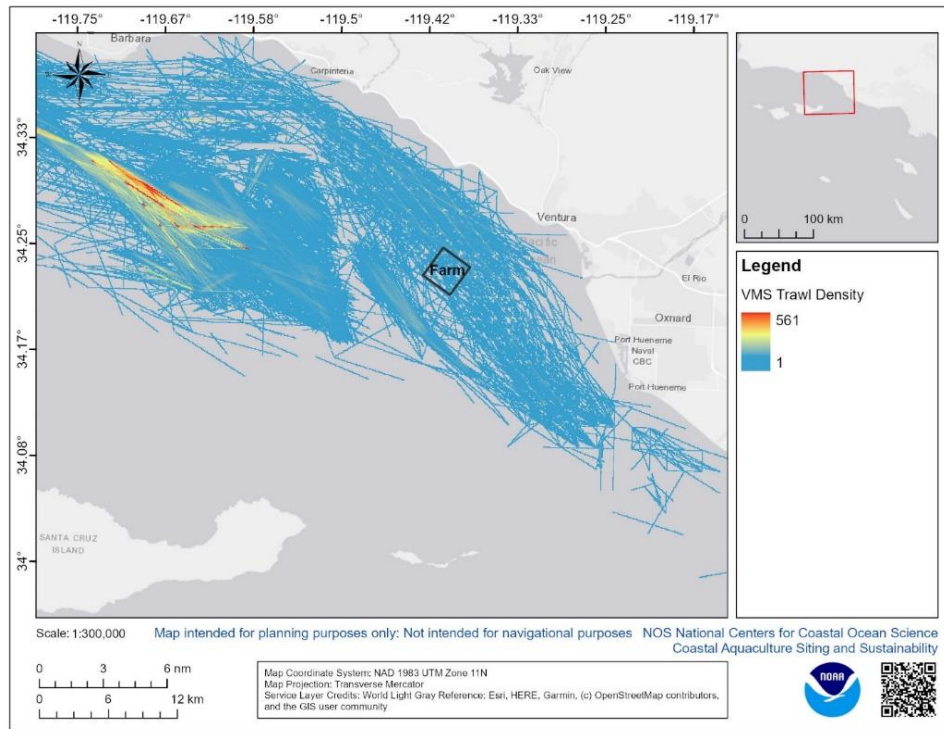 -119.75° -119.67° -119.58° -119.5° -119.42° -119.33° -119.25° -119.17°
Barbara
N
Carpinteria
Oak View
34.33
34.25
34.17
34.08
34°
Ventura
Pacific
Ocean
Farm
El Rio
Oxnard
Port Hueneme
Naval
CBC
Port Hueneme
SANTA CRUZ
ISLAND
0 100 km
Legend
VMS Trawl Density
561
1
Scale: 1:300,000
Map intended for planning purposes only: Not intended for navigational purposes
NOS National Centers for Coastal Ocean Science
Coastal Aquaculture Siting and Sustainability
0 3 6 nm
0 6 12 km
Map Coordinate System: NAD 1983 UTM Zone 11N
Map Projection: Transverse Mercator
Service Layer Credits: World Light Gray Reference: Esri, HERE, Garmin, (c) OpenStreetMap contributors,
and the GIS user community
NOAA